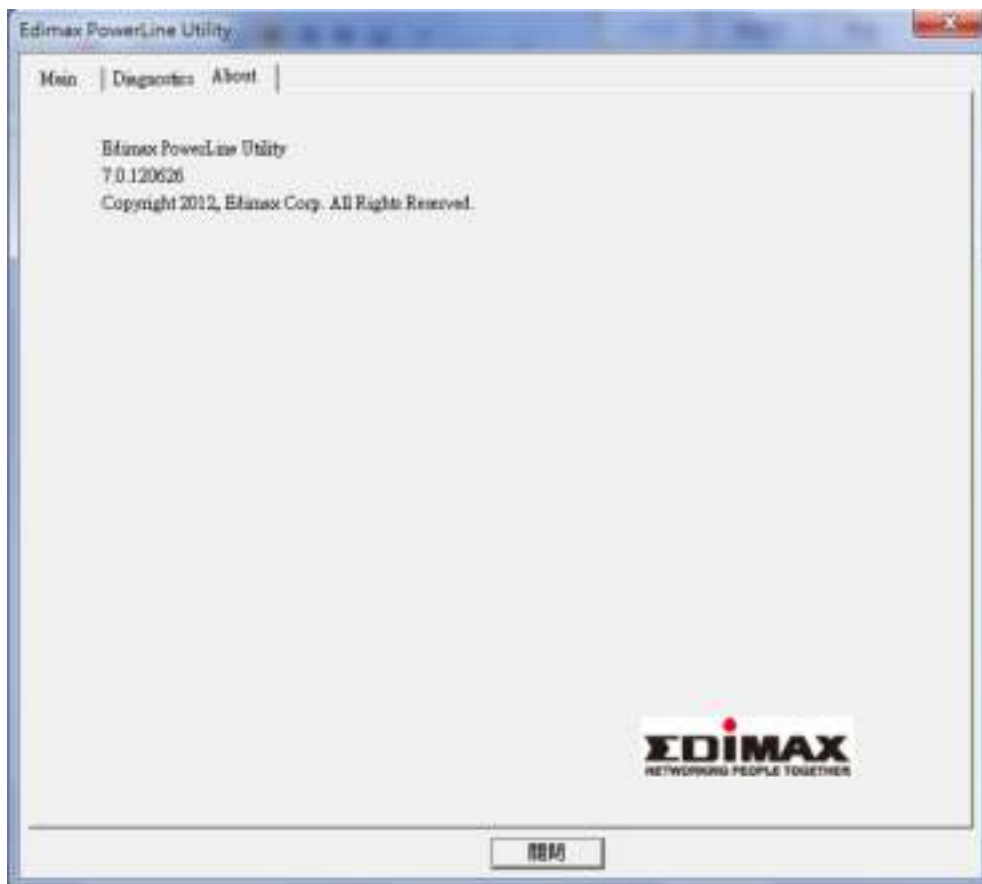 Edimax PowerLine Utility
Main
Diagnostics
About
Edimax PowerLine Utility
7.0.120626
Copyright 2012, Edimax Corp. All Rights Reserved.
EDIMAX
NETWORKING PEOPLE TOGETHER
關閉